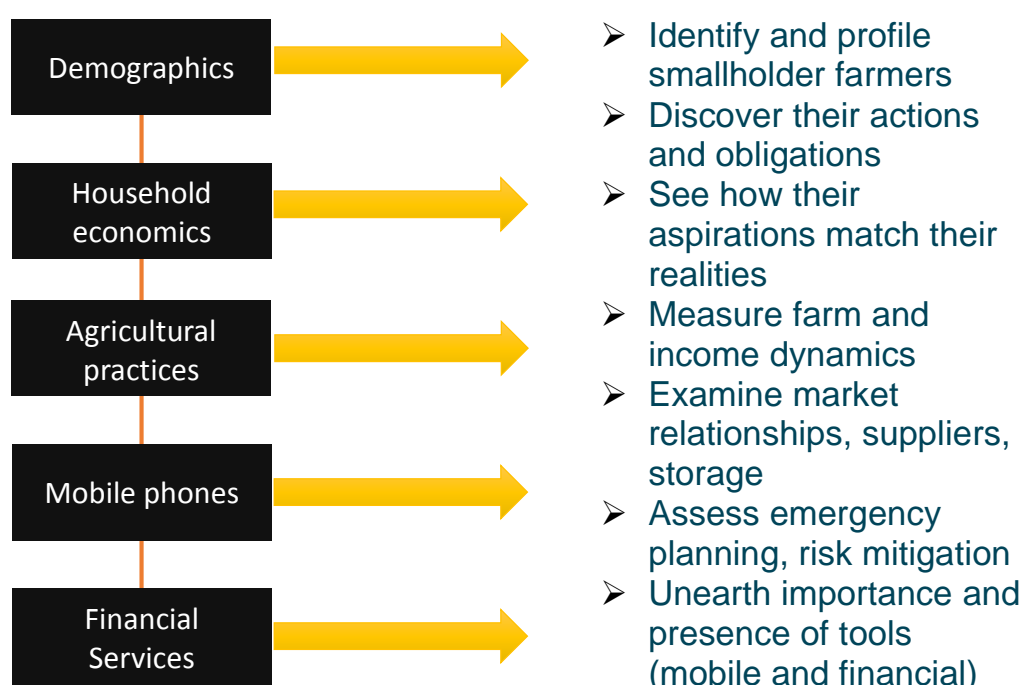 Demographics
Household
economics
Agricultural
practices
Mobile phones
Financial
Services
➢ Identify and profile
smallholder farmers
➢ Discover their actions
and obligations
➢ See how their
aspirations match their
realities
➢ Measure farm and
income dynamics
➢ Examine market
relationships, suppliers,
storage
➢ Assess emergency
planning, risk mitigation
➢ Unearth importance and
presence of tools
(mobile and financial)